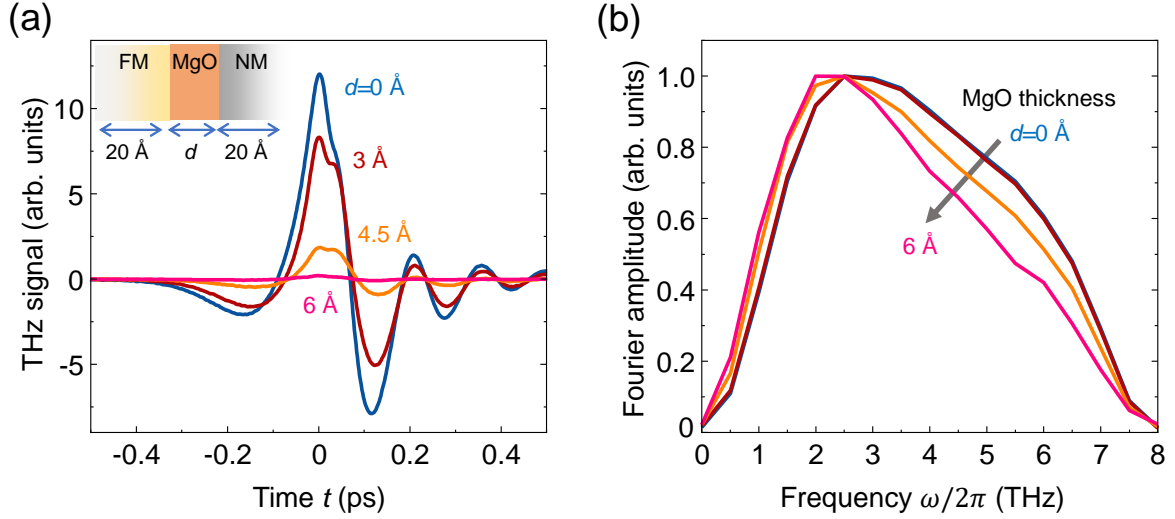 (a)
FM MgO NM
20 Å d 20 Å
d=0 Å
3 Å
4.5 Å
6 Å
10
5
0
-5
THz signal (arb. units)
-0.4 -0.2 0 0.2 0.4
Time t (ps)
(b)
MgO thickness
d=0 Å
6 Å
1.0
0.8
0.6
0.4
0.2
0
Fourier amplitude (arb. units)
0 1 2 3 4 5 6 7 8
Frequency ω/2π (THz)